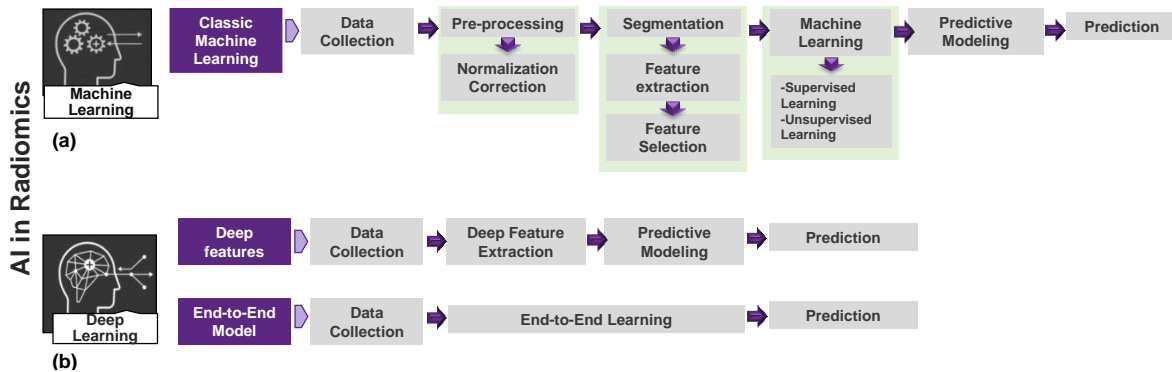 AI in Radiomics
Machine
Learning
(a)
Classic
Machine
Learning
Data
Collection
Pre-processing
Normalization
Correction
Segmentation
Feature
extraction
Feature
Selection
Machine
Learning
-Supervised
Learning
-Unsupervised
Learning
Predictive
Modeling
Prediction
Deep
Learning
(b)
Deep
features
Data
Collection
Deep Feature
Extraction
Predictive
Modeling
Prediction
End-to-End
Model
Data
Collection
End-to-End Learning
Prediction